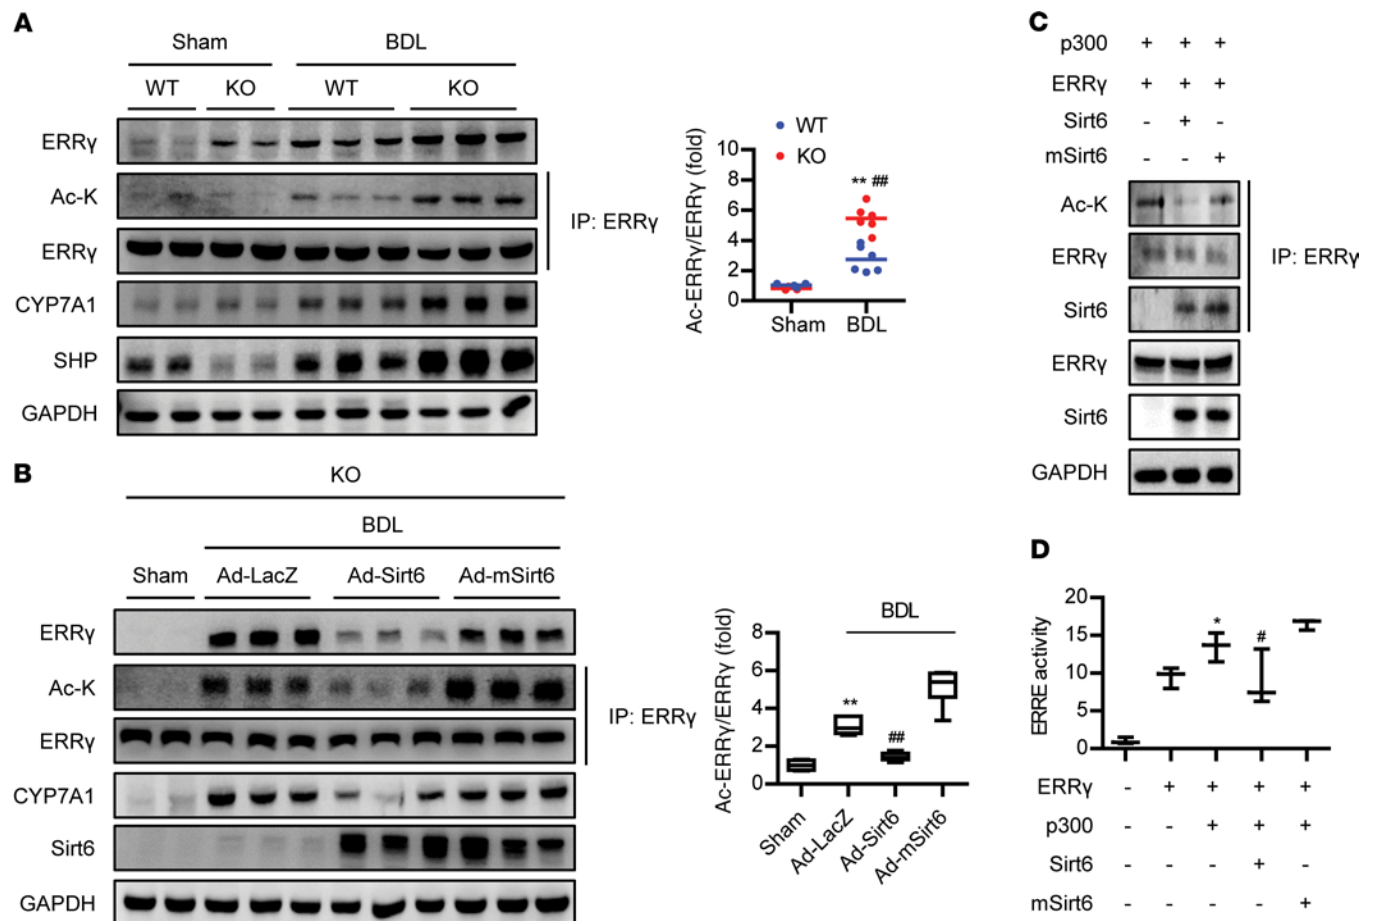 A
Sham BDL
WT KO WT KO
ERRγ
Ac-K
ERRγ
IP: ERRγ
CYP7A1
SHP
GAPDH
Ac-ERRγ/ERRγ (fold)
WT
KO
10
8
6
4
2
0
** ##
Sham BDL
B
KO
BDL
Sham Ad-LacZ Ad-Sirt6 Ad-mSirt6
ERRγ
Ac-K
ERRγ
IP: ERRγ
CYP7A1
Sirt6
GAPDH
Ac-ERRγ/ERRγ (fold)
BDL
8
6
4
2
0
**
##
Sham Ad-LacZ Ad-Sirt6 Ad-mSirt6
C
p300 + + +
ERRγ + + +
Sirt6 - + -
mSirt6 - - +
Ac-K
ERRγ
Sirt6
IP: ERRγ
ERRγ
Sirt6
GAPDH
D
ERRE activity
20
15
10
5
0
* #
ERRγ - + + + +
p300 - - + + +
Sirt6 - - - + -
mSirt6 - - - - +